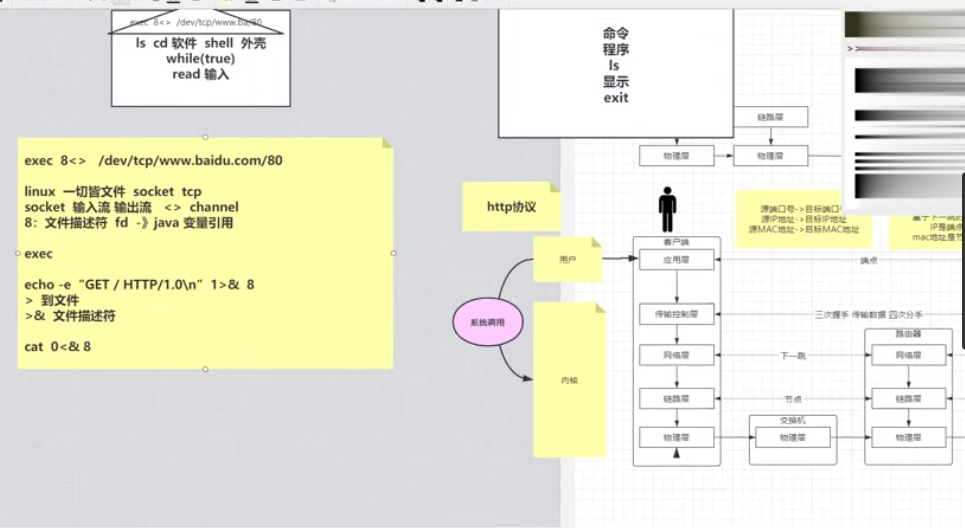 exec 8<> /dev/tcp/www.ba/80
ls cd 软件 shell 外壳
while(true)
read 输入
命令
程序
ls
显示
exit
链路层
物理层
物理层
exec 8<> /dev/tcp/www.baidu.com/80
linux 一切皆文件 socket tcp
socket 输入流 输出流 <> channel
8: 文件描述符 fd -》java 变量引用
exec
echo -e "GET / HTTP/1.0\n" 1>& 8
> 到文件
>& 文件描述符
cat 0<& 8
http协议
用户
系统调用
内核
源端口号->目标端口号
源IP地址->目标IP地址
源MAC地址->目标MAC地址
IP是端点
mac地址是节
客户端
应用层
端点
传输控制层
三次握手 传输数据 四次分手
路由器
网络层
下一跳
网络层
链路层
节点
链路层
交换机
物理层
物理层
物理层